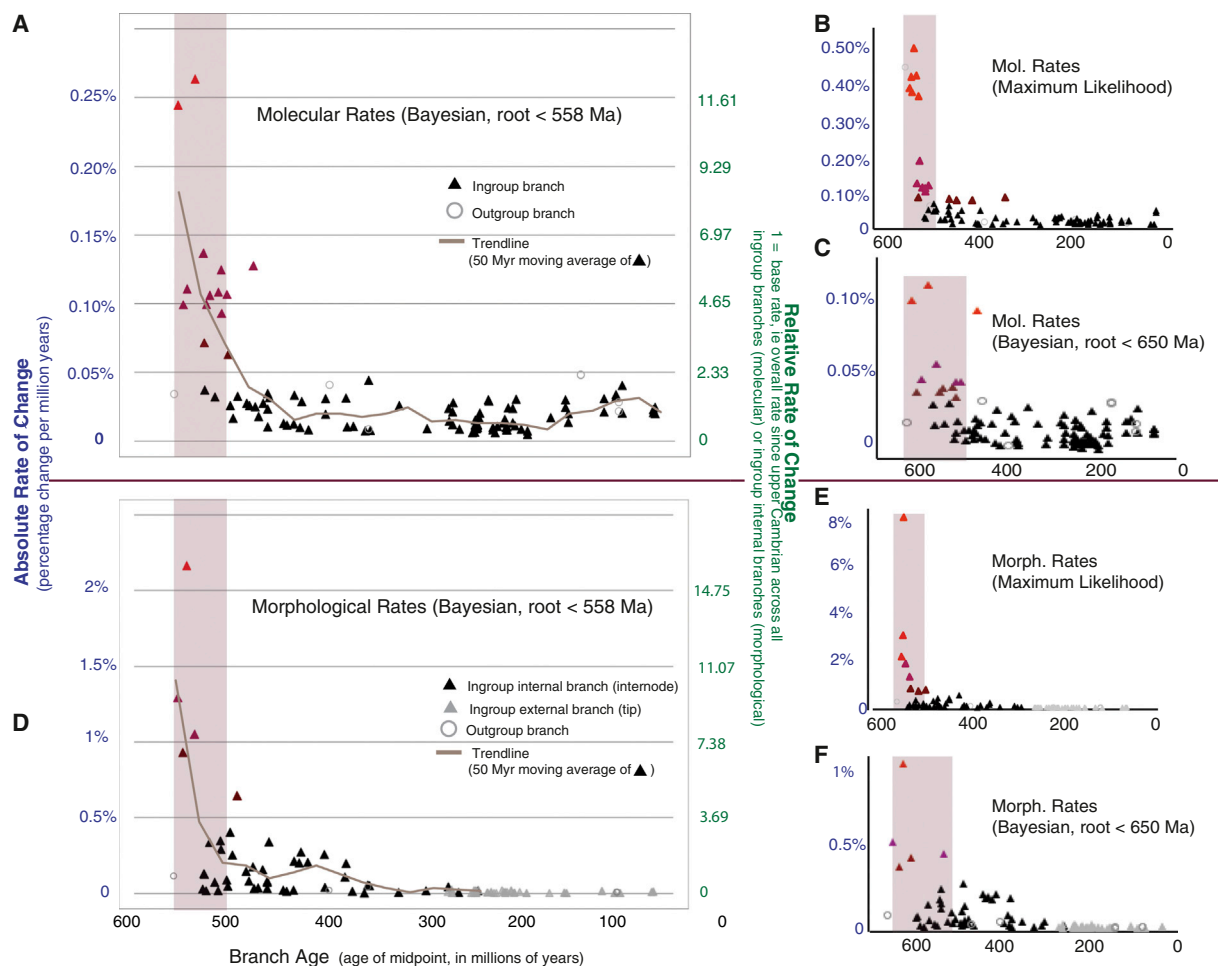 A
0.25%
0.20%
0.15%
0.10%
0.05%
0
Molecular Rates (Bayesian, root < 558 Ma)
Ingroup branch
Outgroup branch
Trendline
(50 Myr moving average of ▲)
11.61
9.29
6.97
4.65
2.33
0
Absolute Rate of Change
(percentage change per million years)
Relative Rate of Change
1 = base rate, ie overall rate since upper Cambrian across all
ingroup branches (molecular) or ingroup internal branches (morphological)
B
0.50%
0.40%
0.30%
0.20%
0.10%
0
Mol. Rates
(Maximum Likelihood)
600
400
200
0
C
0.10%
0.05%
0
Mol. Rates
(Bayesian, root < 650 Ma)
600
400
200
0
D
2%
1.5%
1%
0.5%
0
Morphological Rates (Bayesian, root < 558 Ma)
Ingroup internal branch (internode)
Ingroup external branch (tip)
Outgroup branch
Trendline
(50 Myr moving average of ▲ )
14.75
11.07
7.38
3.69
0
600
500
400
300
200
100
0
Branch Age (age of midpoint, in millions of years)
E
8%
6%
4%
2%
0
Morph. Rates
(Maximum Likelihood)
600
400
200
0
F
1%
0.5%
0
Morph. Rates
(Bayesian, root < 650 Ma)
600
400
200
0